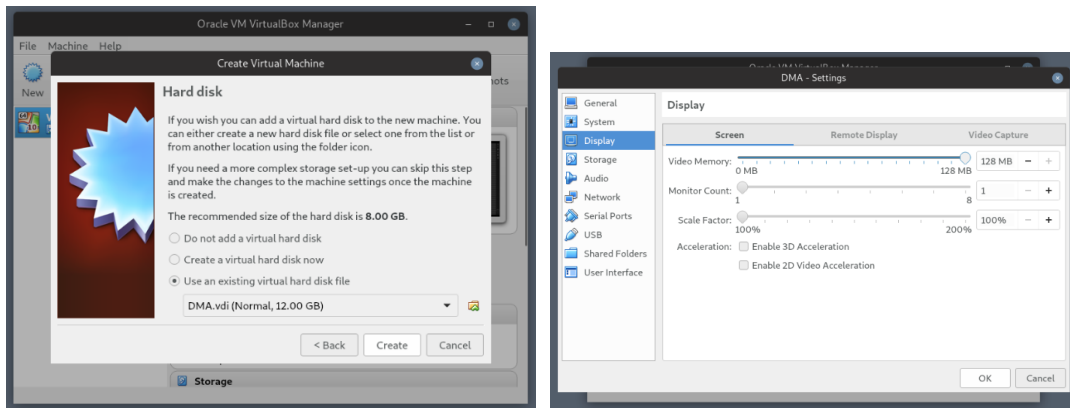 Oracle VM VirtualBox Manager
File Machine Help
Create Virtual Machine
New
Hard disk
If you wish you can add a virtual hard disk to the new machine. You
can either create a new hard disk file or select one from the list or
from another location using the folder icon.
If you need a more complex storage set-up you can skip this step
and make the changes to the machine settings once the machine
is created.
The recommended size of the hard disk is 8.00 GB.
Do not add a virtual hard disk
Create a virtual hard disk now
Use an existing virtual hard disk file
DMA.vdi (Normal, 12.00 GB)
< Back Create Cancel
Storage
DMA - Settings
General
System
Display
Storage
Audio
Network
Serial Ports
USB
Shared Folders
User Interface
Display
Screen Remote Display Video Capture
Video Memory: 128 MB
0 MB 128 MB
Monitor Count: 1
1 8
Scale Factor: 100%
100% 200%
Acceleration: Enable 3D Acceleration
Enable 2D Video Acceleration
OK Cancel